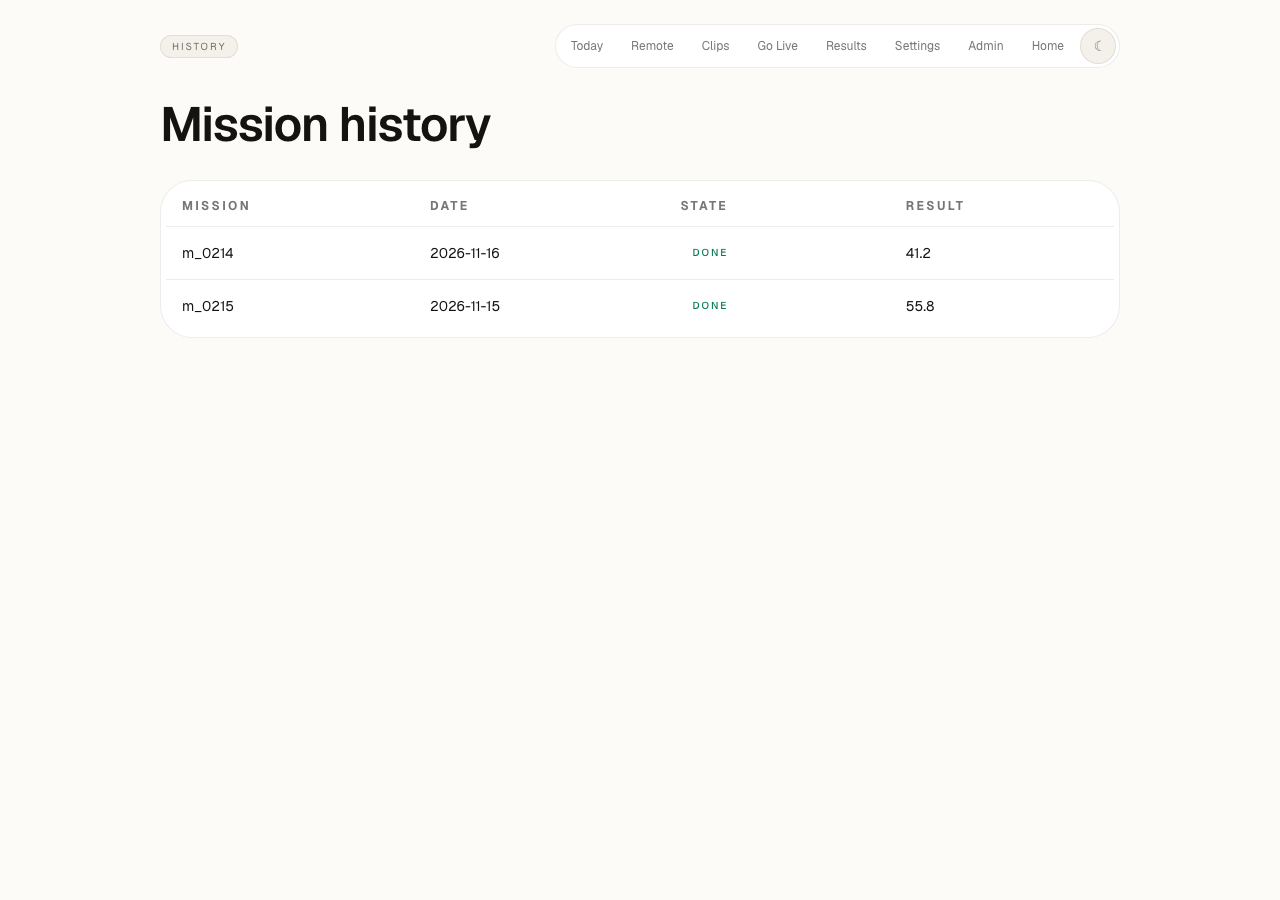 HISTORY
Today Remote Clips Go Live Results Settings Admin Home
Mission history
MISSION DATE STATE RESULT
m_0214 2026-11-16 DONE 41.2
m_0215 2026-11-15 DONE 55.8